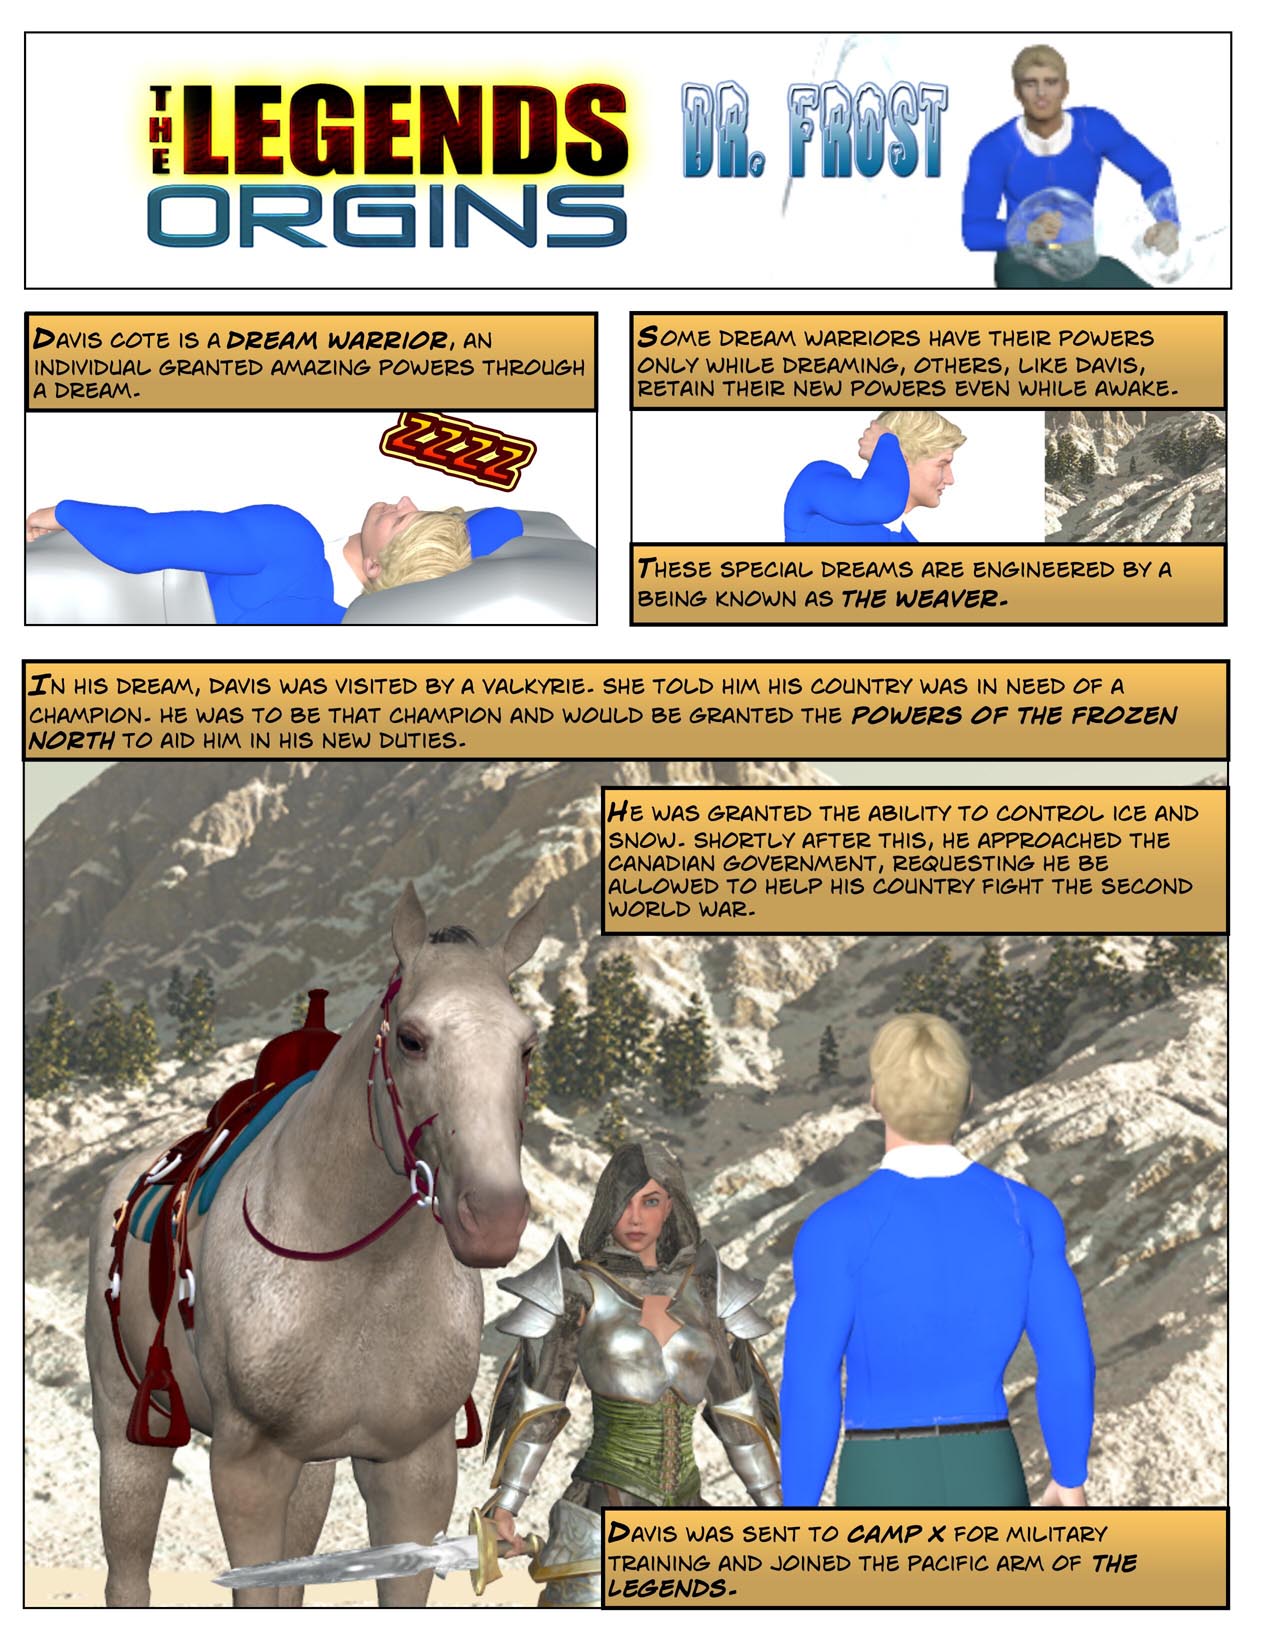 THE LEGENDS
ORGINS
DR. FROST
DAVIS COTE IS A DREAM WARRIOR, AN
INDIVIDUAL GRANTED AMAZING POWERS THROUGH
A DREAM.
ZZZZ
SOME DREAM WARRIORS HAVE THEIR POWERS
ONLY WHILE DREAMING, OTHERS, LIKE DAVIS,
RETAIN THEIR NEW POWERS EVEN WHILE AWAKE.
THESE SPECIAL DREAMS ARE ENGINEERED BY A
BEING KNOWN AS THE WEAVER.
IN HIS DREAM, DAVIS WAS VISITED BY A VALKYRIE. SHE TOLD HIM HIS COUNTRY WAS IN NEED OF A
CHAMPION. HE WAS TO BE THAT CHAMPION AND WOULD BE GRANTED THE POWERS OF THE FROZEN
NORTH TO AID HIM IN HIS NEW DUTIES.
HE WAS GRANTED THE ABILITY TO CONTROL ICE AND
SNOW. SHORTLY AFTER THIS, HE APPROACHED THE
CANADIAN GOVERNMENT, REQUESTING HE BE
ALLOWED TO HELP HIS COUNTRY FIGHT THE SECOND
WORLD WAR.
DAVIS WAS SENT TO CAMP X FOR MILITARY
TRAINING AND JOINED THE PACIFIC ARM OF THE
LEGENDS.